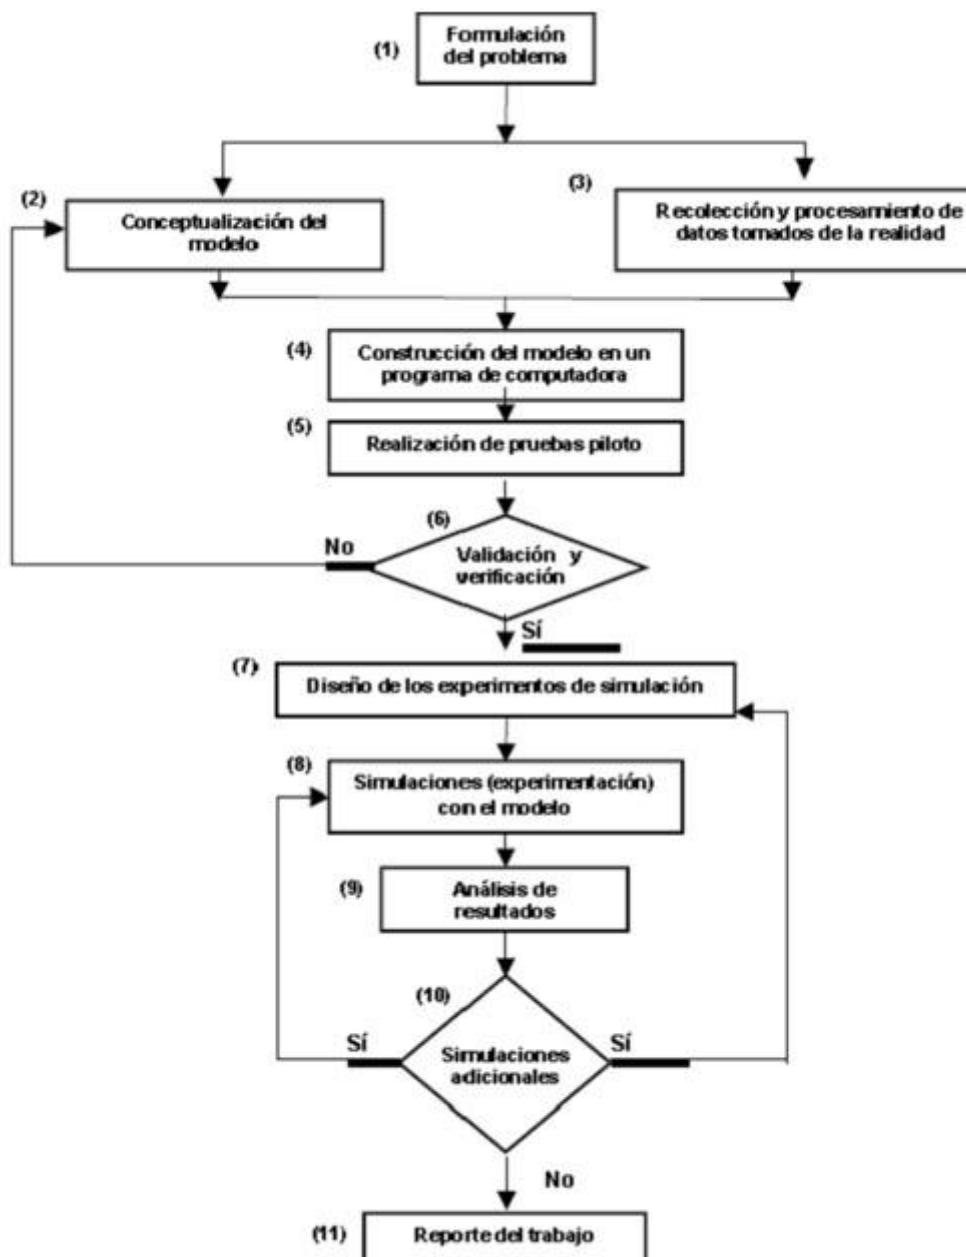 (1)
Formulación
del problema
(2)
Conceptualización del
modelo
(3)
Recolección y procesamiento de
datos tomados de la realidad
(4)
Construcción del modelo en un
programa de computadora
(5)
Realización de pruebas piloto
(6)
Validación y
verificación
No
Sí
(7)
Diseño de los experimentos de simulación
(8)
Simulaciones (experimentación)
con el modelo
(9)
Análisis de
resultados
(10)
Simulaciones
adicionales
Sí
Sí
No
(11)
Reporte del trabajo